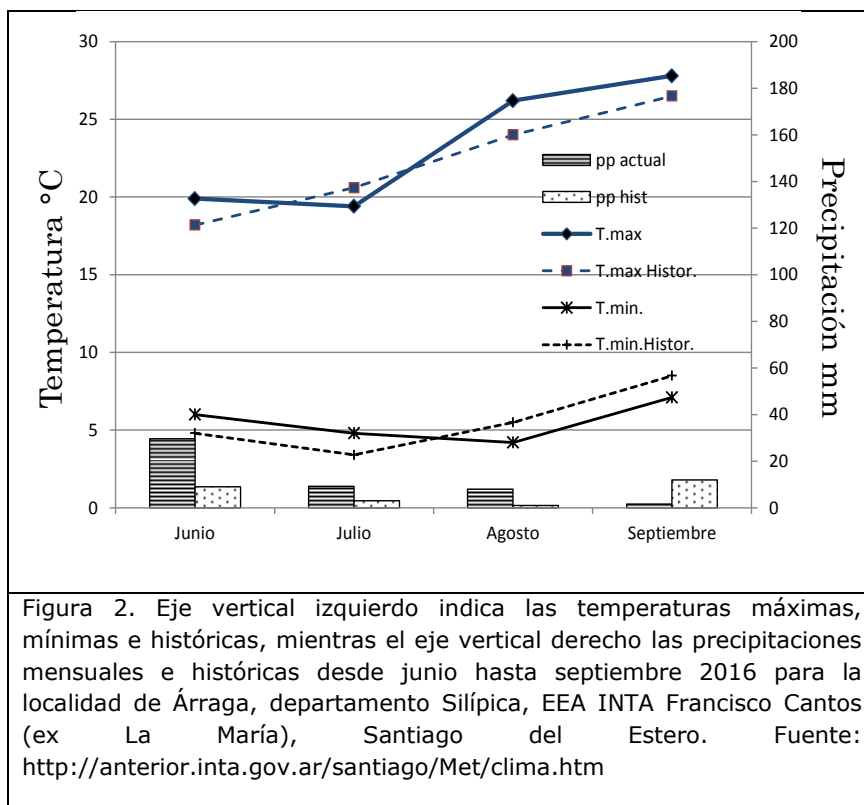 30
25
20
15
10
5
0
Temperatura °C
200
180
160
140
120
100
80
60
40
20
0
Precipitación mm
pp actual
pp hist
T.max
T.max Histor.
T.min.
T.min.Histor.
Junio Julio Agosto Septiembre
Figura 2. Eje vertical izquierdo indica las temperaturas máximas,
mínimas e históricas, mientras el eje vertical derecho las precipitaciones
mensuales e históricas desde junio hasta septiembre 2016 para la
localidad de Árraga, departamento Silípica, EEA INTA Francisco Cantos
(ex La María), Santiago del Estero. Fuente:
http://anterior.inta.gov.ar/santiago/Met/clima.htm